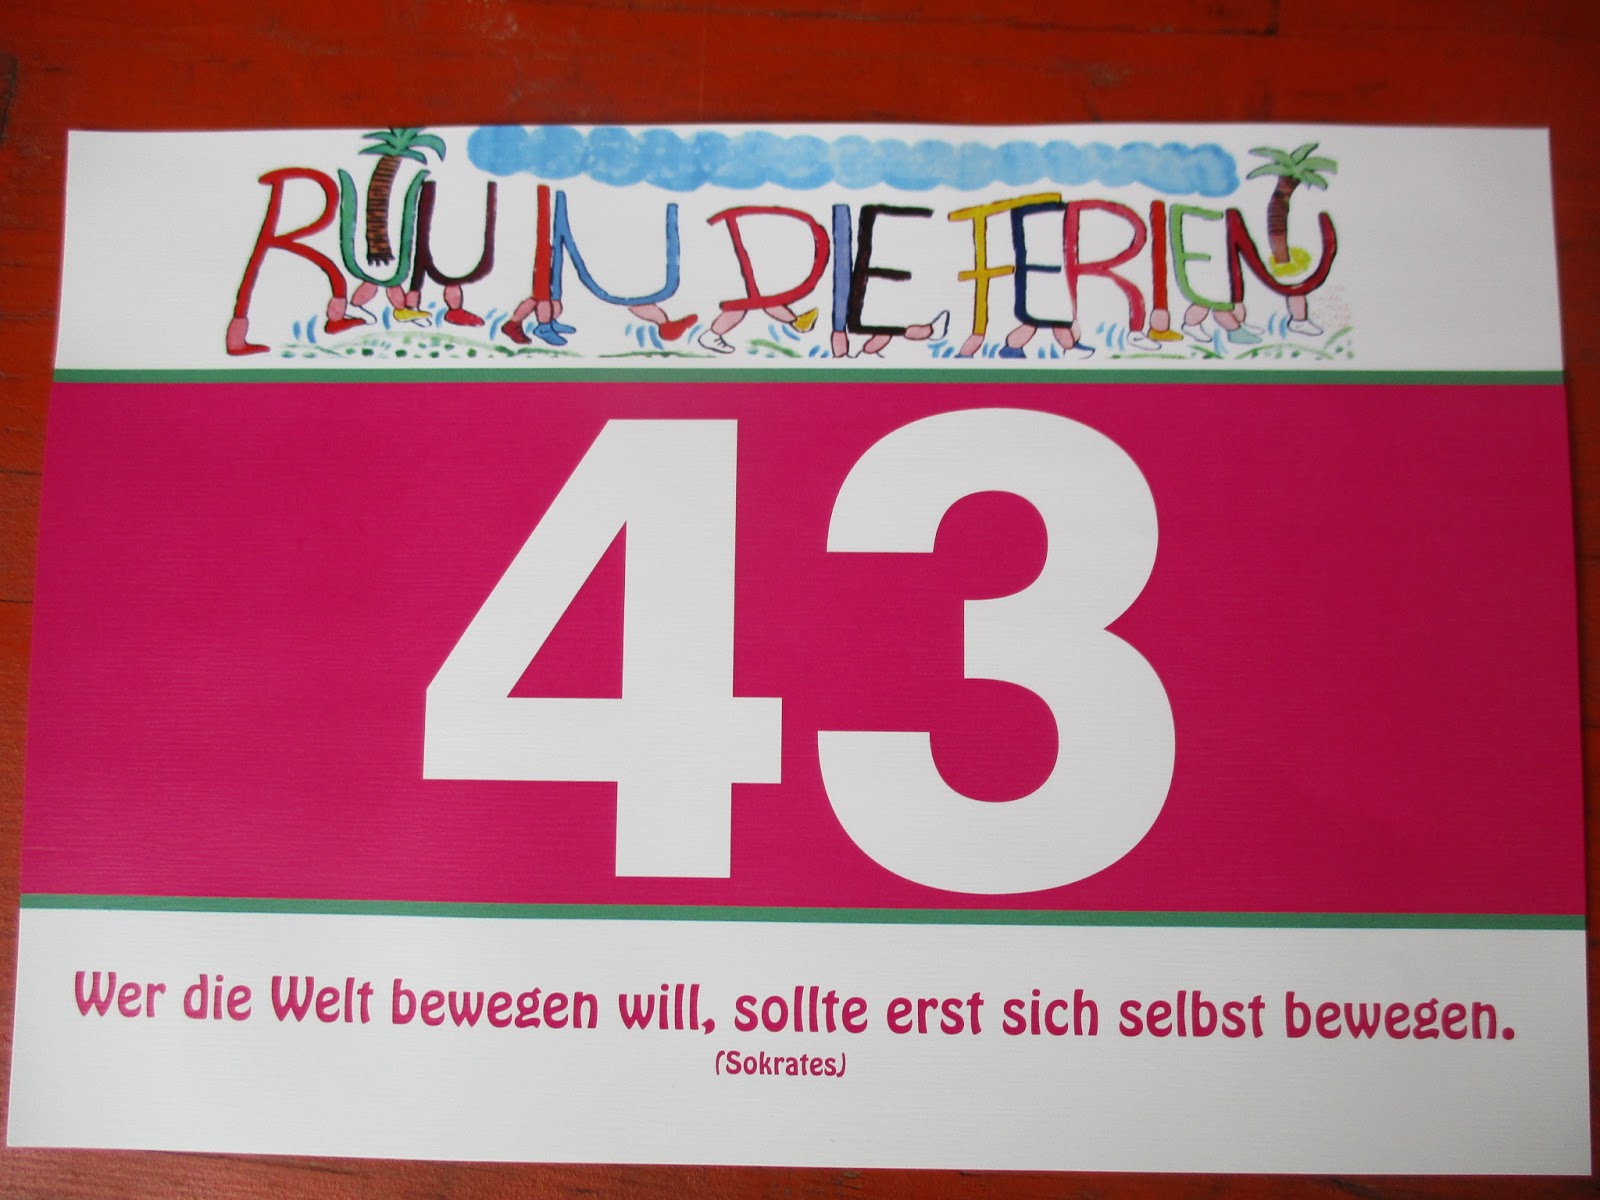 RUN IN DIE FERIEN
43
Wer die Welt bewegen will, sollte erst sich selbst bewegen.
(Sokrates)